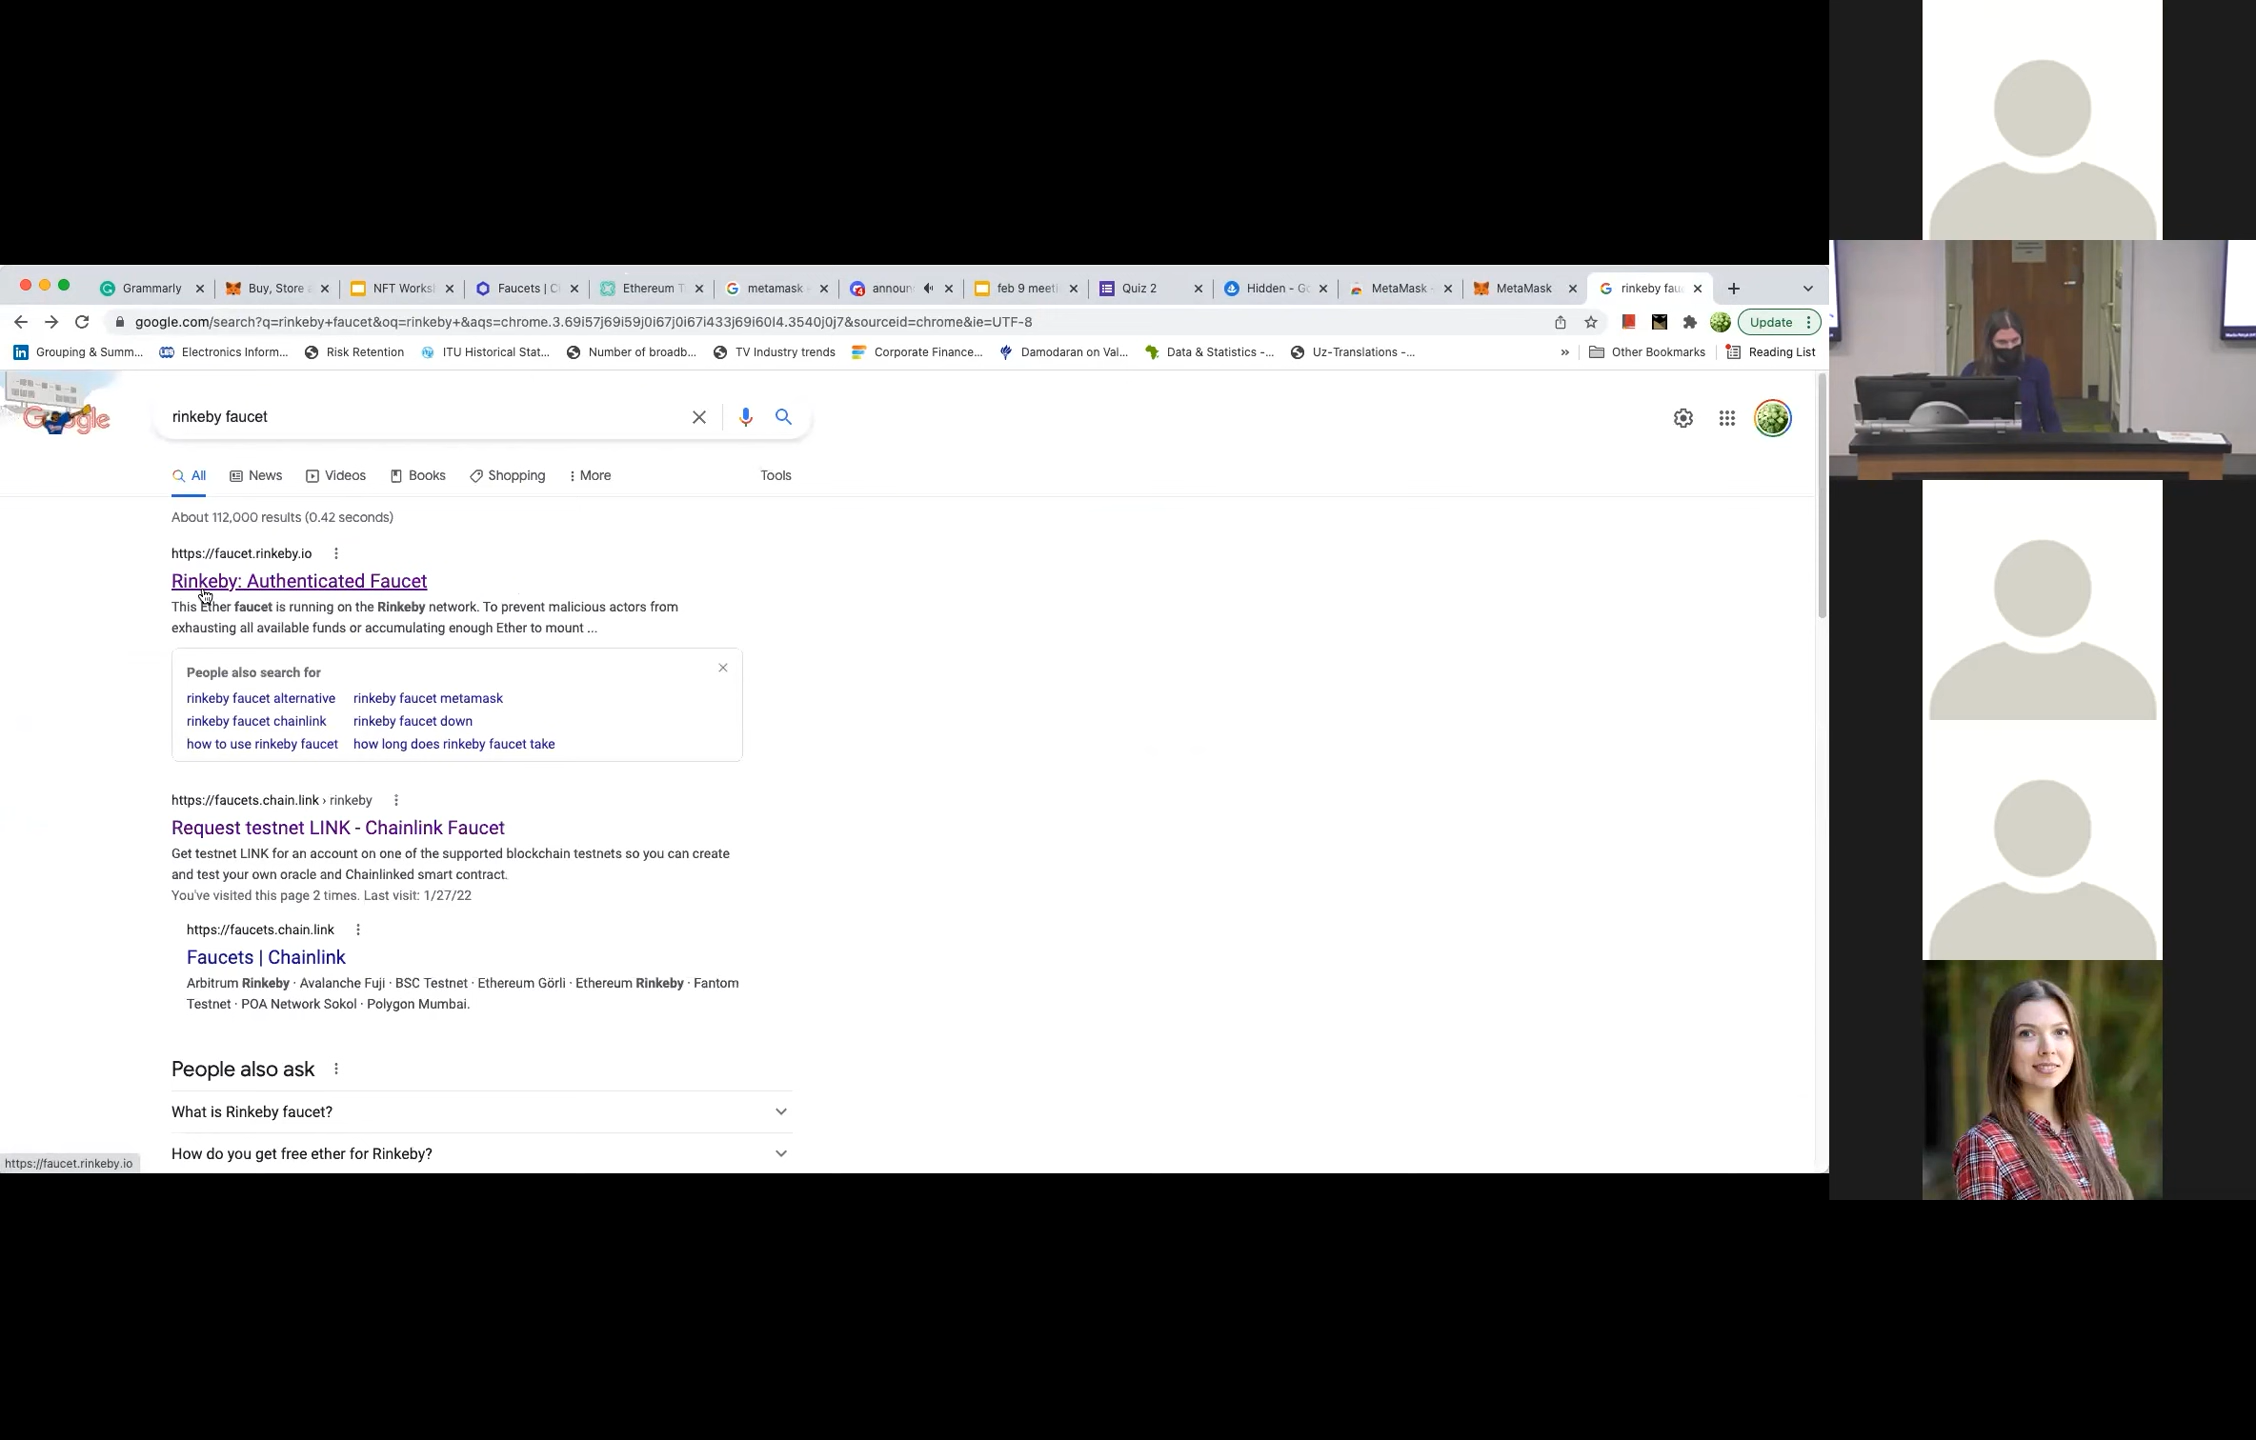 Grammarly
Buy, Store
NFT Works
Faucets | C
Ethereum T
metamask
announ
feb 9 meeti
Quiz 2
Hidden - Go
MetaMask -
MetaMask
rinkeby fau
google.com/search?q=rinkeby+faucet&oq=rinkeby+&aqs=chrome.3.69i57j69i59j0i67j0i67i433j69i60l4.3540j0j7&sourceid=chrome&ie=UTF-8
Update
Grouping & Summ...
Electronics Inform...
Risk Retention
ITU Historical Stat...
Number of broadb...
TV Industry trends
Corporate Finance...
Damodaran on Val...
Data & Statistics -...
Uz-Translations -...
»
Other Bookmarks
Reading List
Google
rinkeby faucet
All
News
Videos
Books
Shopping
More
Tools
About 112,000 results (0.42 seconds)
https://faucet.rinkeby.io
Rinkeby: Authenticated Faucet
This Ether faucet is running on the Rinkeby network. To prevent malicious actors from
exhausting all available funds or accumulating enough Ether to mount ...
People also search for
rinkeby faucet alternative
rinkeby faucet metamask
rinkeby faucet chainlink
rinkeby faucet down
how to use rinkeby faucet
how long does rinkeby faucet take
https://faucets.chain.link › rinkeby
Request testnet LINK - Chainlink Faucet
Get testnet LINK for an account on one of the supported blockchain testnets so you can create
and test your own oracle and Chainlinked smart contract.
You've visited this page 2 times. Last visit: 1/27/22
https://faucets.chain.link
Faucets | Chainlink
Arbitrum Rinkeby · Avalanche Fuji · BSC Testnet · Ethereum Görli · Ethereum Rinkeby · Fantom
Testnet · POA Network Sokol · Polygon Mumbai.
People also ask
What is Rinkeby faucet?
How do you get free ether for Rinkeby?
https://faucet.rinkeby.io